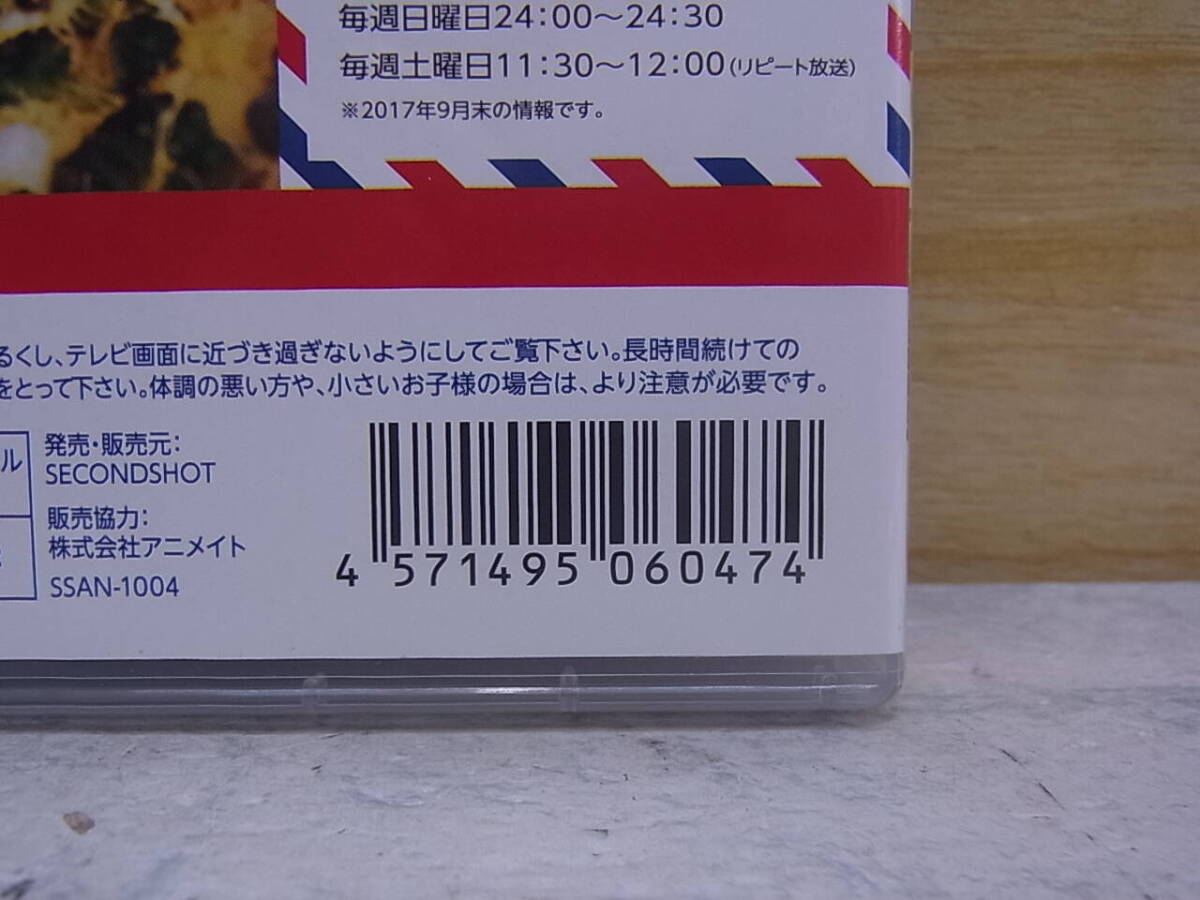 毎週日曜日24:00〜24:30
毎週土曜日11:30〜12:00(リピート放送)
※2017年9月末の情報です。
るくし、テレビ画面に近づき過ぎないようにしてご覧下さい。長時間続けての
をとって下さい。体調の悪い方や、小さいお子様の場合は、より注意が必要です。
ル
発売・販売元:
SECONDSHOT
販売協力:
株式会社アニメイト
SSAN-1004
4 571495 060474